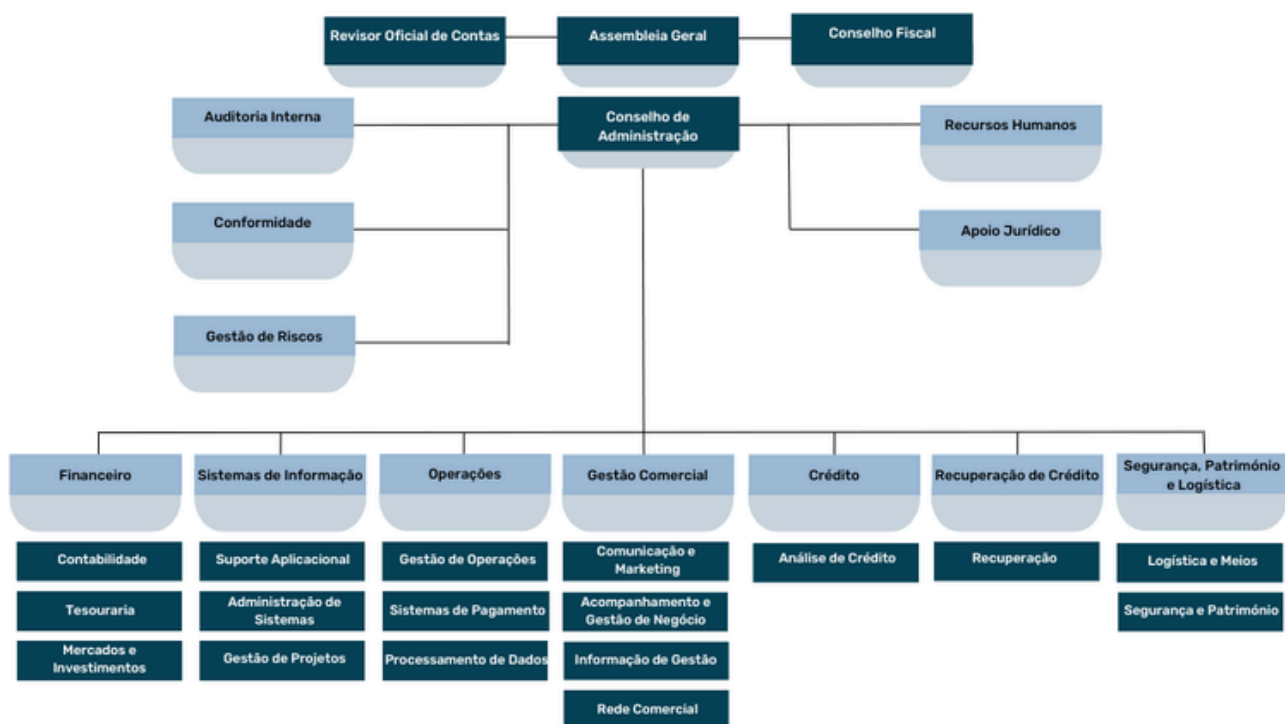 Revisor Oficial de Contas
Assembleia Geral
Conselho Fiscal
Auditoria Interna
Conselho de
Administração
Recursos Humanos
Conformidade
Apoio Jurídico
Gestão de Riscos
Financeiro
Sistemas de Informação
Operações
Gestão Comercial
Crédito
Recuperação de Crédito
Segurança, Património
e Logística
Contabilidade
Suporte Aplicacional
Gestão de Operações
Comunicação e
Marketing
Análise de Crédito
Recuperação
Logística e Meios
Tesouraria
Administração de
Sistemas
Sistemas de Pagamento
Acompanhamento e
Gestão de Negócio
Segurança e Património
Mercados e
Investimentos
Gestão de Projetos
Processamento de Dados
Informação de Gestão
Rede Comercial